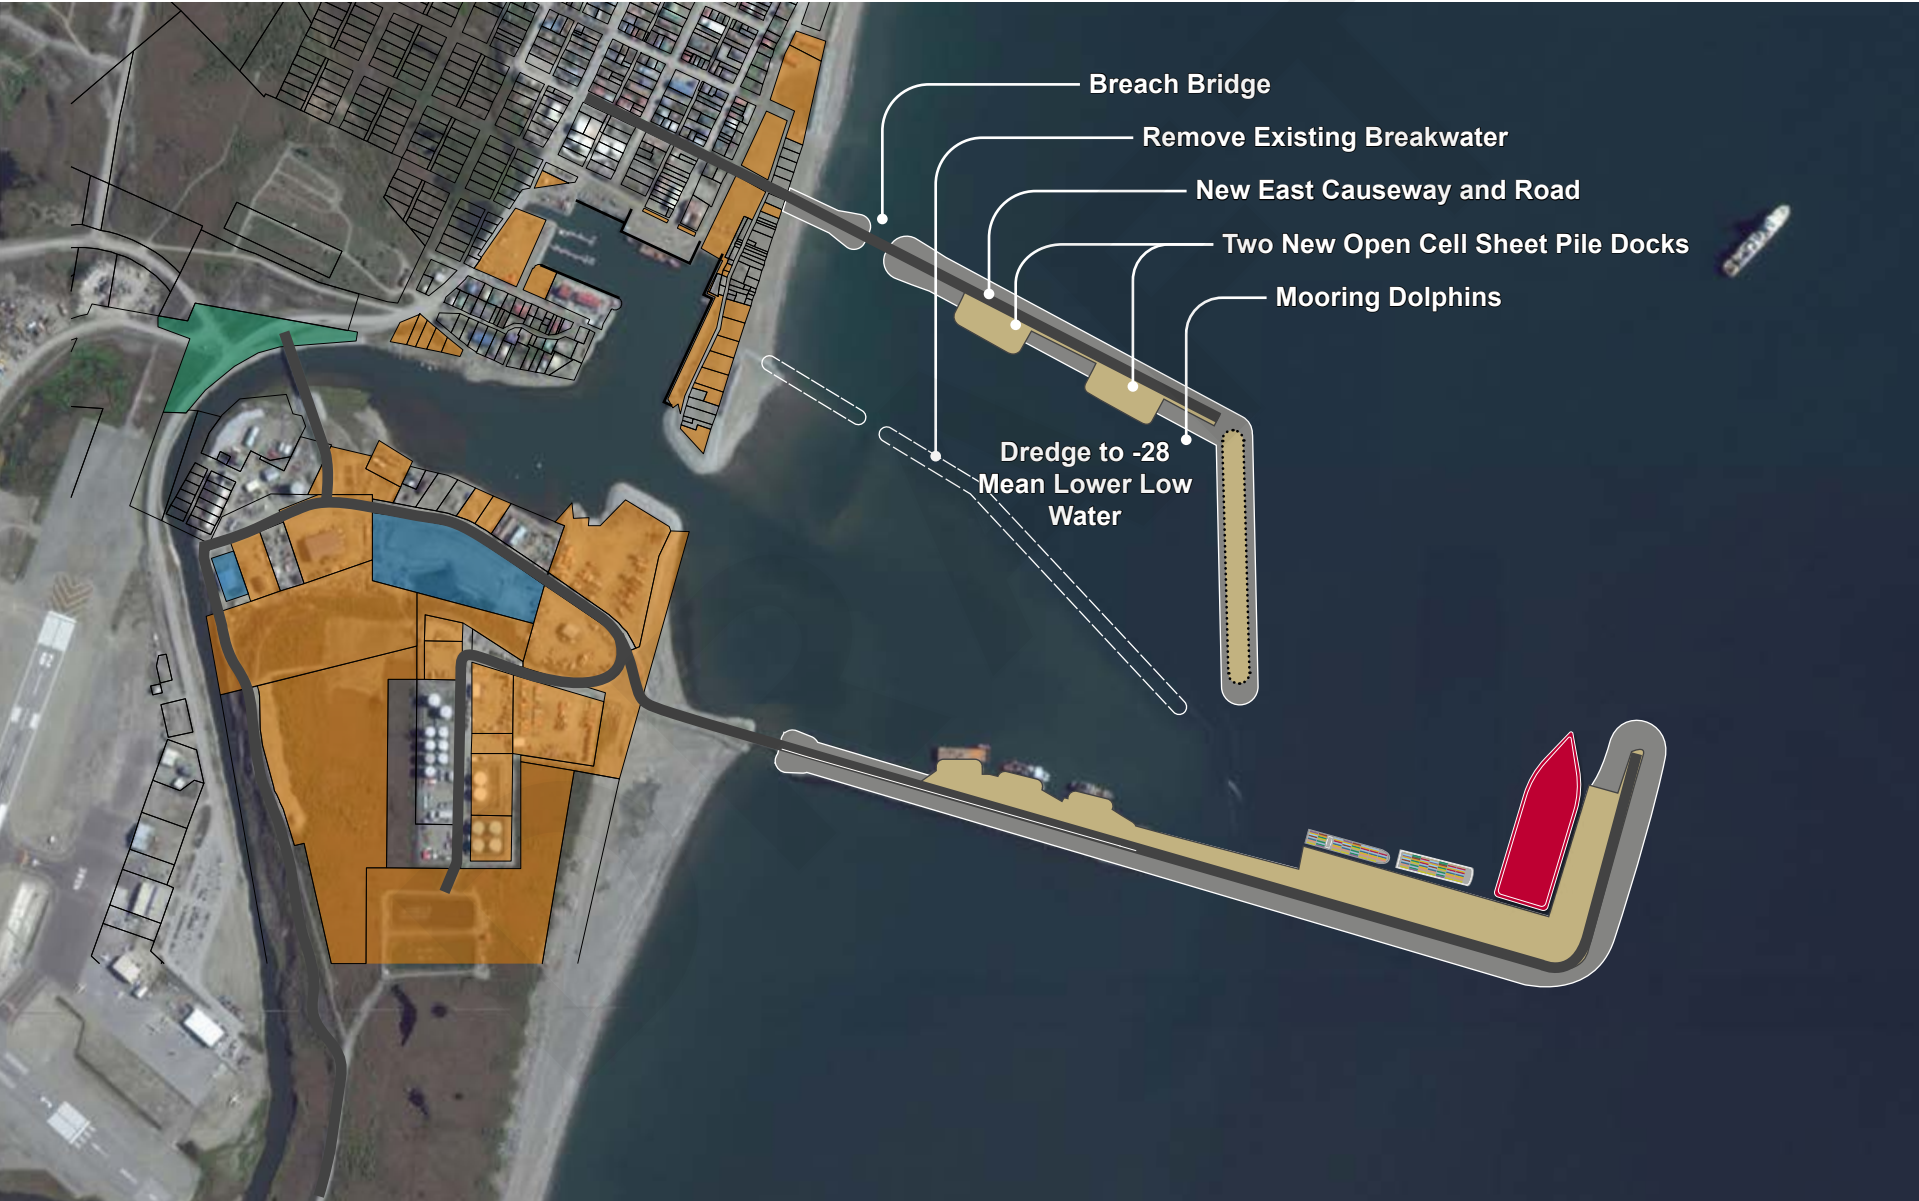 Breach Bridge
Remove Existing Breakwater
New East Causeway and Road
Two New Open Cell Sheet Pile Docks
Mooring Dolphins
Dredge to -28
Mean Lower Low
Water